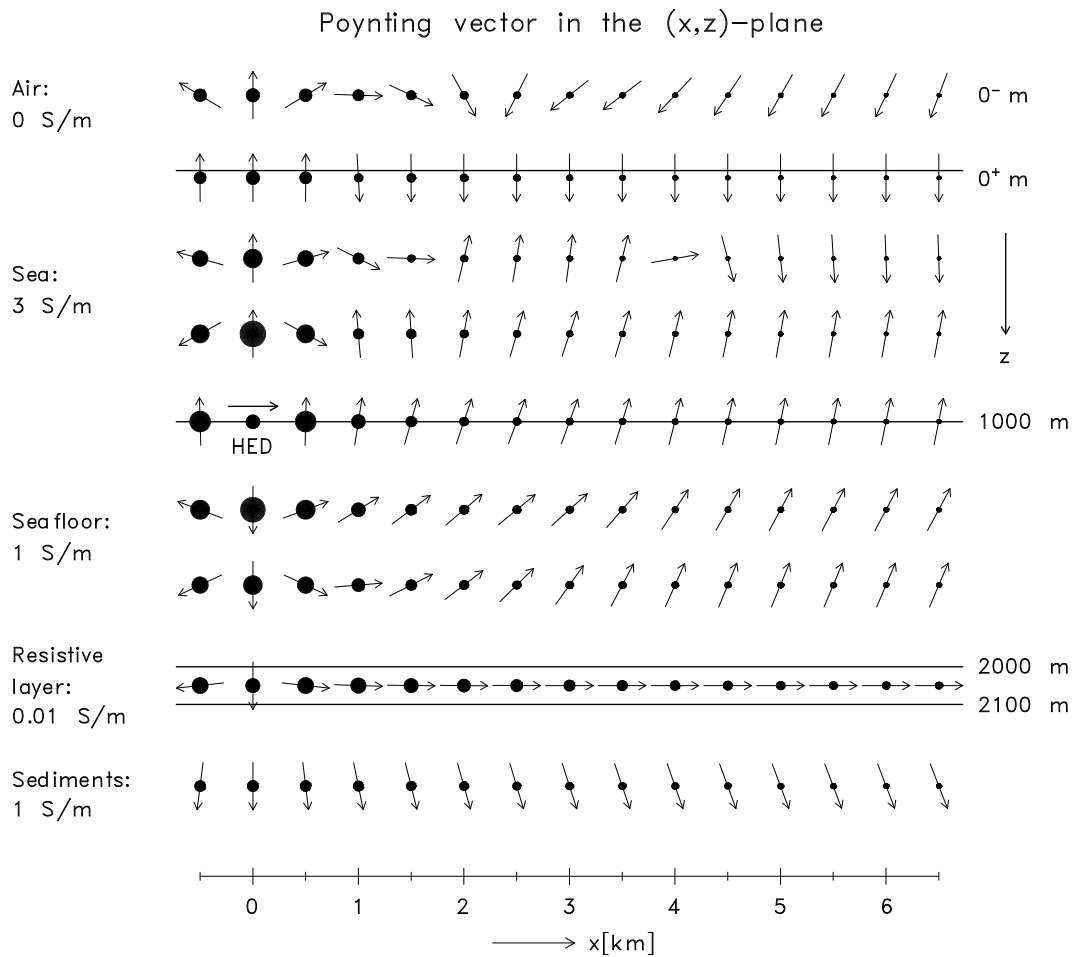 Poynting vector in the (x,z)-plane
Air:
0 S/m
0⁻ m
0⁺ m
Sea:
3 S/m
z
1000 m
HED
Seafloor:
1 S/m
Resistive
layer:
0.01 S/m
2000 m
2100 m
Sediments:
1 S/m
0 1 2 3 4 5 6
x[km]